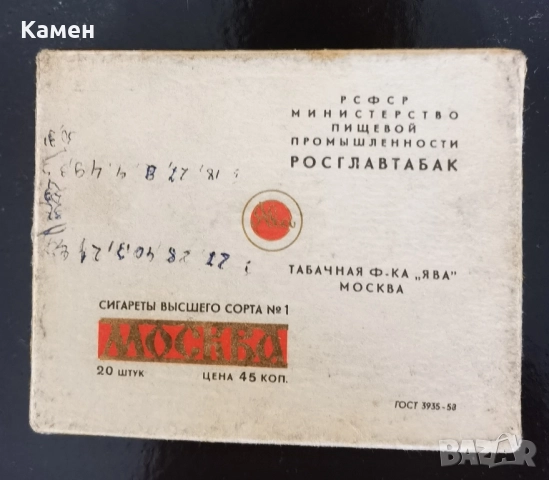 Камен
РСФСР
МИНИСТЕРСТВО
ПИЩЕВОЙ
ПРОМЫШЛЕННОСТИ
РОСГЛАВТАБАК
ТАБАЧНАЯ Ф-КА „ЯВА"
МОСКВА
СИГАРЕТЫ ВЫСШЕГО СОРТА №1
МОСКВА
20 ШТУК ЦЕНА 45 КОП.
ГОСТ 3935-58
BAZAR